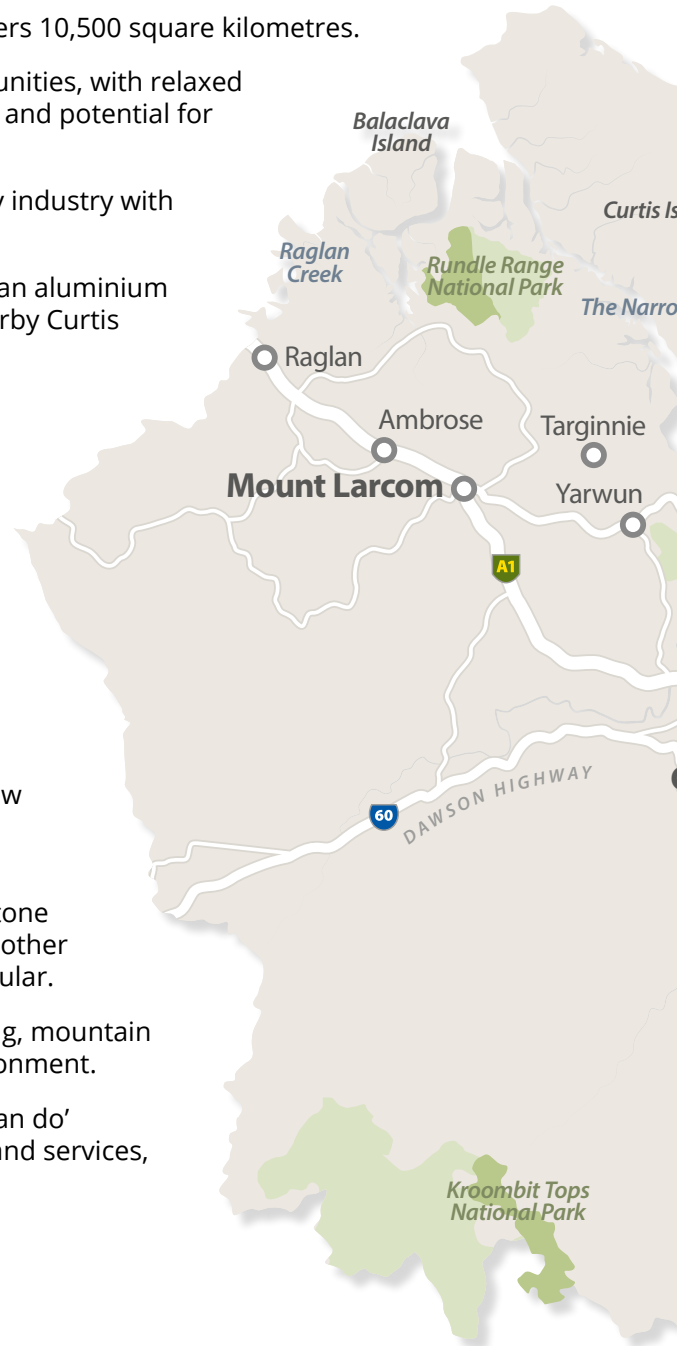 ers 10,500 square kilometres.
unities, with relaxed
and potential for
y industry with
an aluminium
rby Curtis
w
tone
other
ular.
g, mountain
onment.
an do’
and services,
Balaclava
Island
Curtis Is
Raglan
Creek
Rundle Range
National Park
The Narro
Raglan
Ambrose
Targinnie
Mount Larcom
Yarwun
A1
60
DAWSON HIGHWAY
Kroombit Tops
National Park